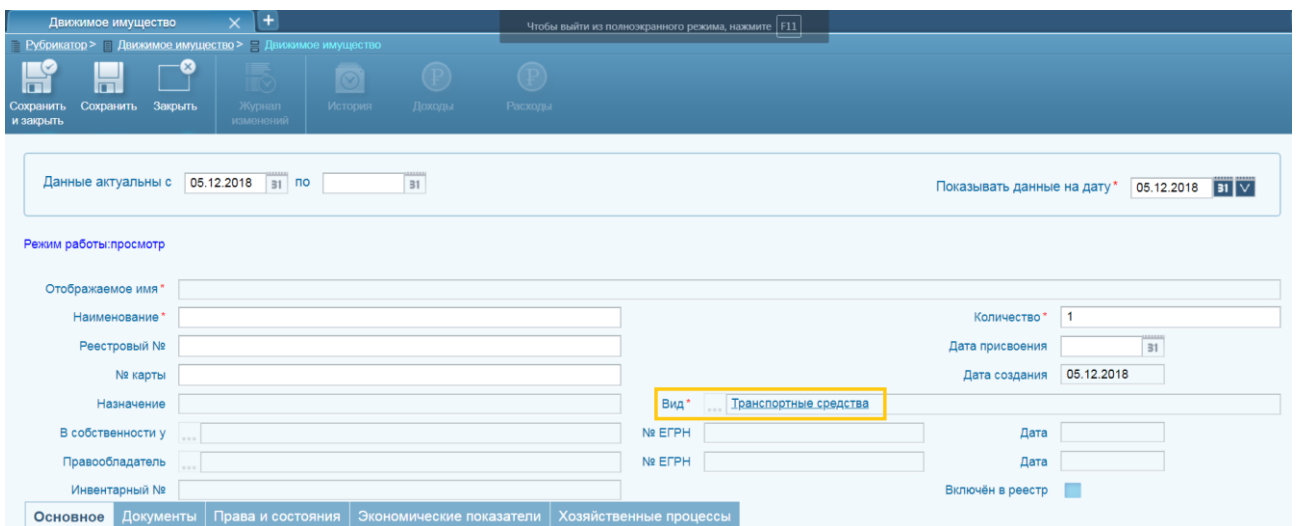 Движимое имущество
Чтобы выйти из полноэкранного режима, нажмите F11
Рубрикатор > Движимое имущество > Движимое имущество
Сохранить и закрыть
Сохранить
Закрыть
Журнал изменений
История
Доходы
Расходы
Данные актуальны с 05.12.2018 31 по 31
Показывать данные на дату * 05.12.2018 31
Режим работы:просмотр
Отображаемое имя *
Наименование * Количество * 1
Реестровый № Дата присвоения 31
№ карты Дата создания 05.12.2018
Назначение Вид * ... Транспортные средства
В собственности у ... № ЕГРН Дата
Правообладатель ... № ЕГРН Дата
Инвентарный № Включён в реестр
Основное Документы Права и состояния Экономические показатели Хозяйственные процессы